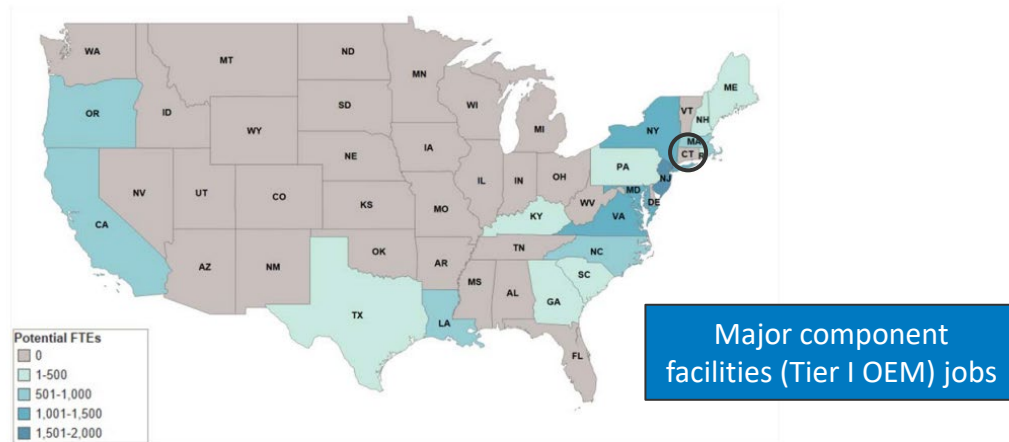 WA
MT
ND
MN
ME
VT
NH
OR
ID
SD
WI
MI
NY
MA
WY
CT
R
IA
NE
PA
NJ
NV
UT
CO
IL
IN
OH
MD
DE
WV
KS
MO
VA
KY
CA
NC
TN
OK
AR
AZ
NM
SC
MS
AL
GA
TX
LA
FL
Potential FTEs
0
1-500
501-1,000
1,001-1,500
1,501-2,000
Major component
facilities (Tier I OEM) jobs